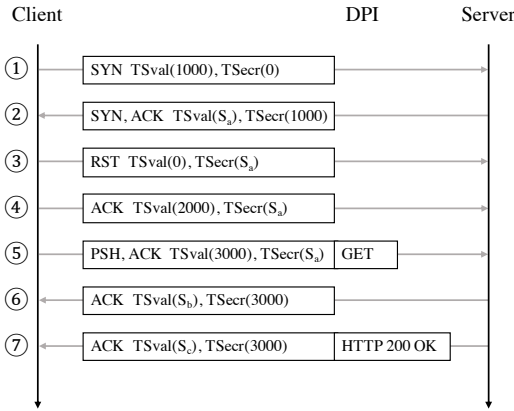 Client DPI Server
① SYN TSval(1000), TSecr(0)
② SYN, ACK TSval(Sₐ), TSecr(1000)
③ RST TSval(0), TSecr(Sₐ)
④ ACK TSval(2000), TSecr(Sₐ)
⑤ PSH, ACK TSval(3000), TSecr(Sₐ) GET
⑥ ACK TSval(S_b), TSecr(3000)
⑦ ACK TSval(S_c), TSecr(3000) HTTP 200 OK